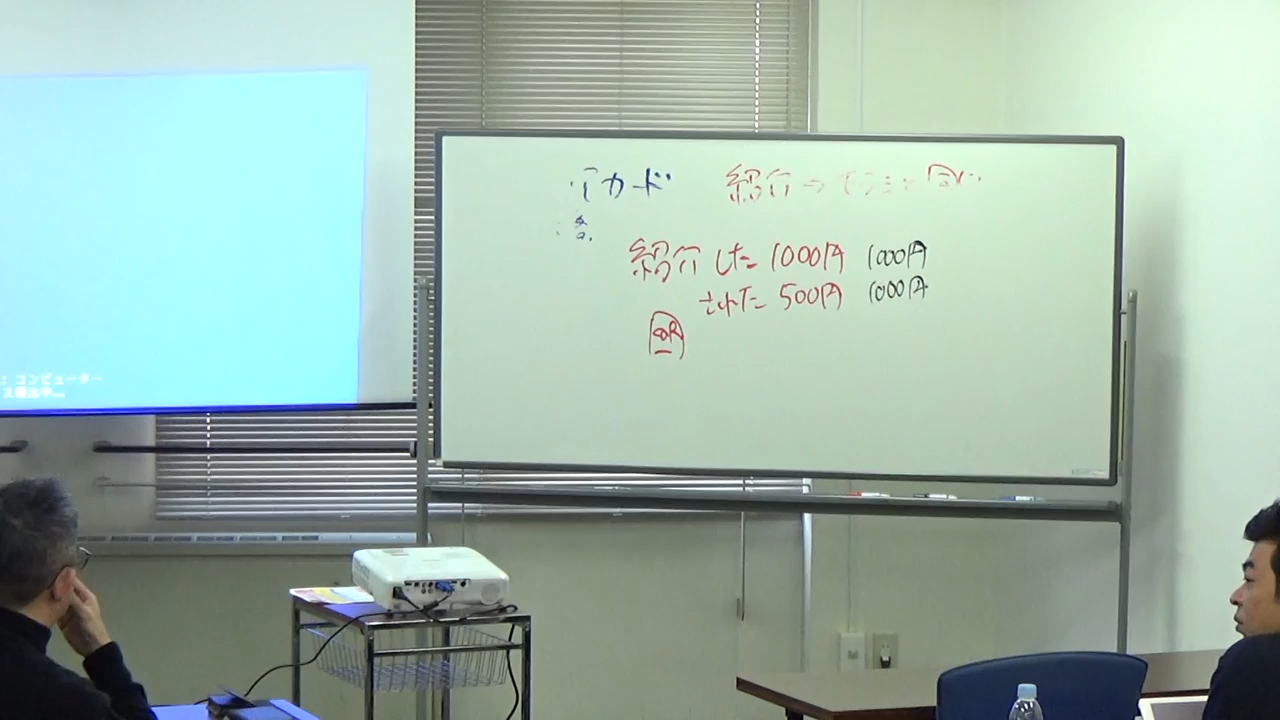 カード 紹介→
紹介した 1000円 1000円
された 500円 1000円
QR
: コンピューター